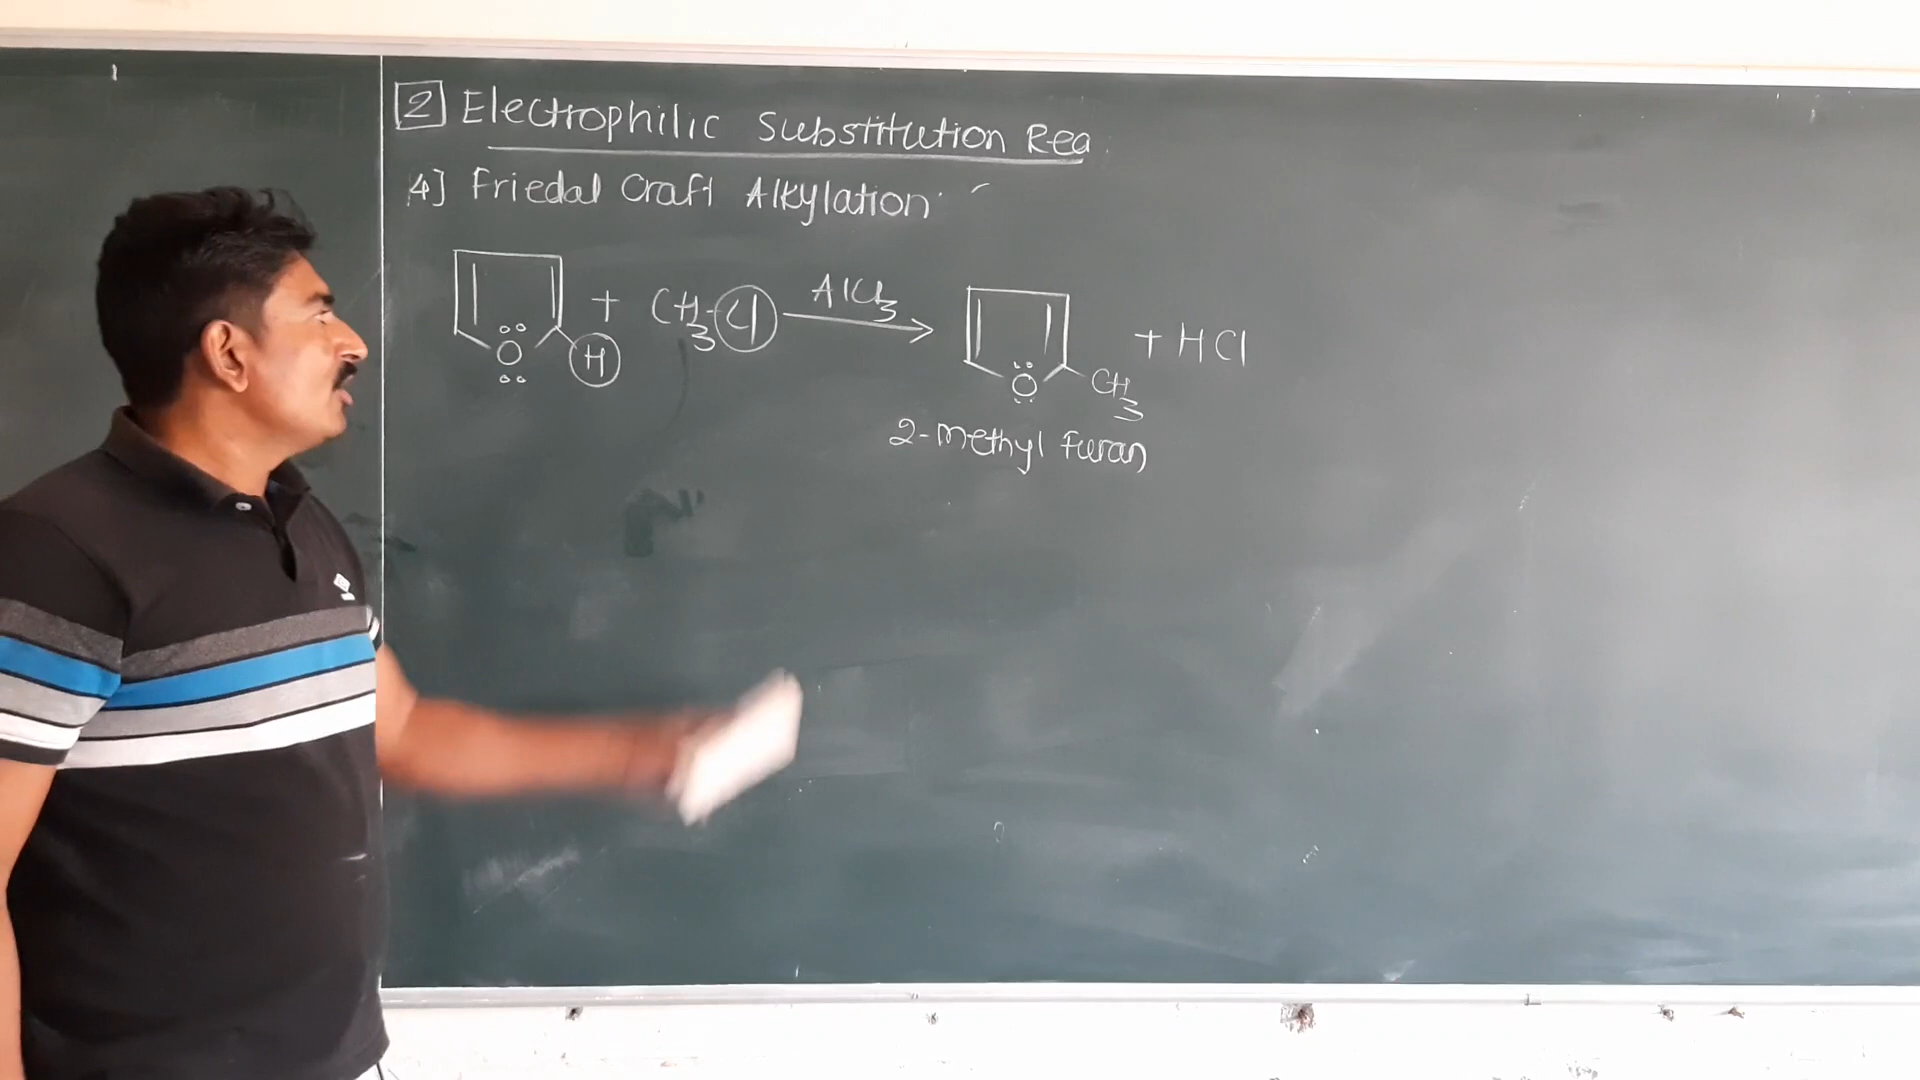 2 Electrophilic Substitution Rea
4] Friedal Craft Alkylation.
O H + CH3-Cl AlCl3 O CH3 + HCl
2-methyl furan